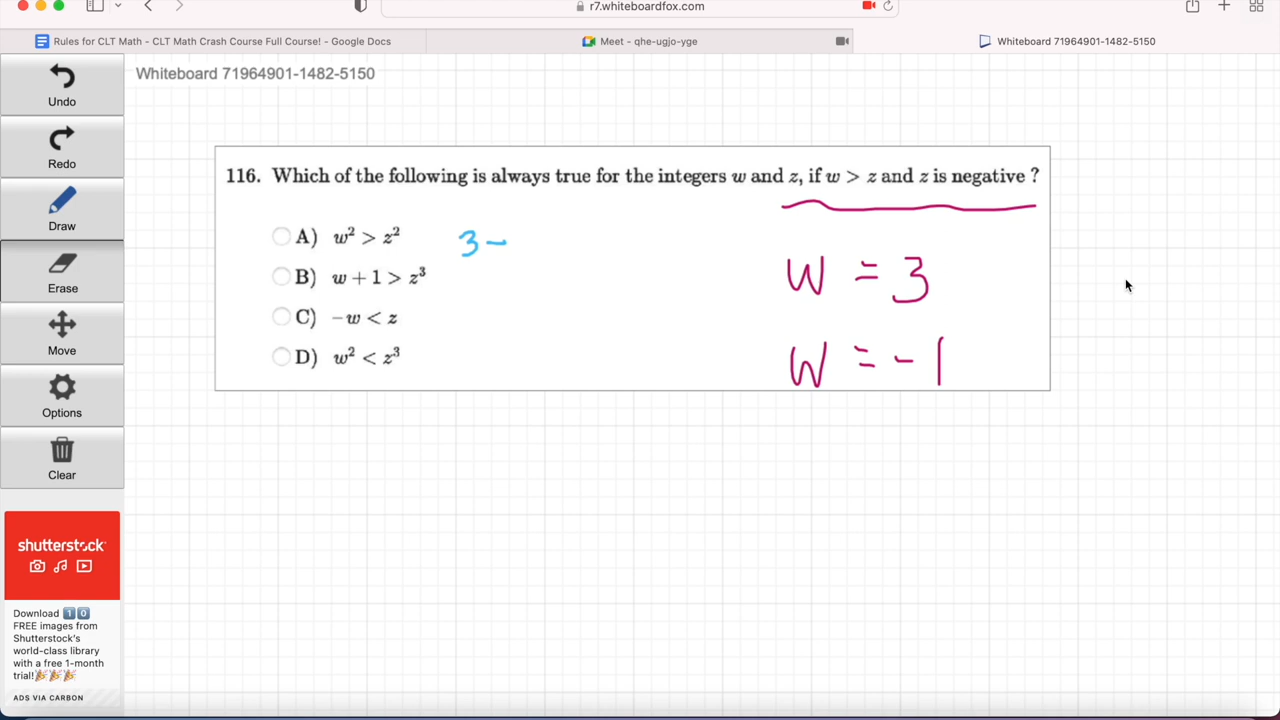 r7.whiteboardfox.com
Rules for CLT Math - CLT Math Crash Course Full Course! - Google Docs
Meet - qhe-ugjo-yge
Whiteboard 71964901-1482-5150
Undo
Redo
Draw
Erase
Move
Options
Clear
Whiteboard 71964901-1482-5150
116. Which of the following is always true for the integers w and z, if w > z and z is negative ?
A) w² > z²
B) w + 1 > z³
C) −w < z
D) w² < z³
3 −
W = 3
W = −1
shutterstock
Download 1️⃣0️⃣
FREE images from
Shutterstock's
world-class library
with a free 1-month
trial!🎉🎉🎉
ADS VIA CARBON